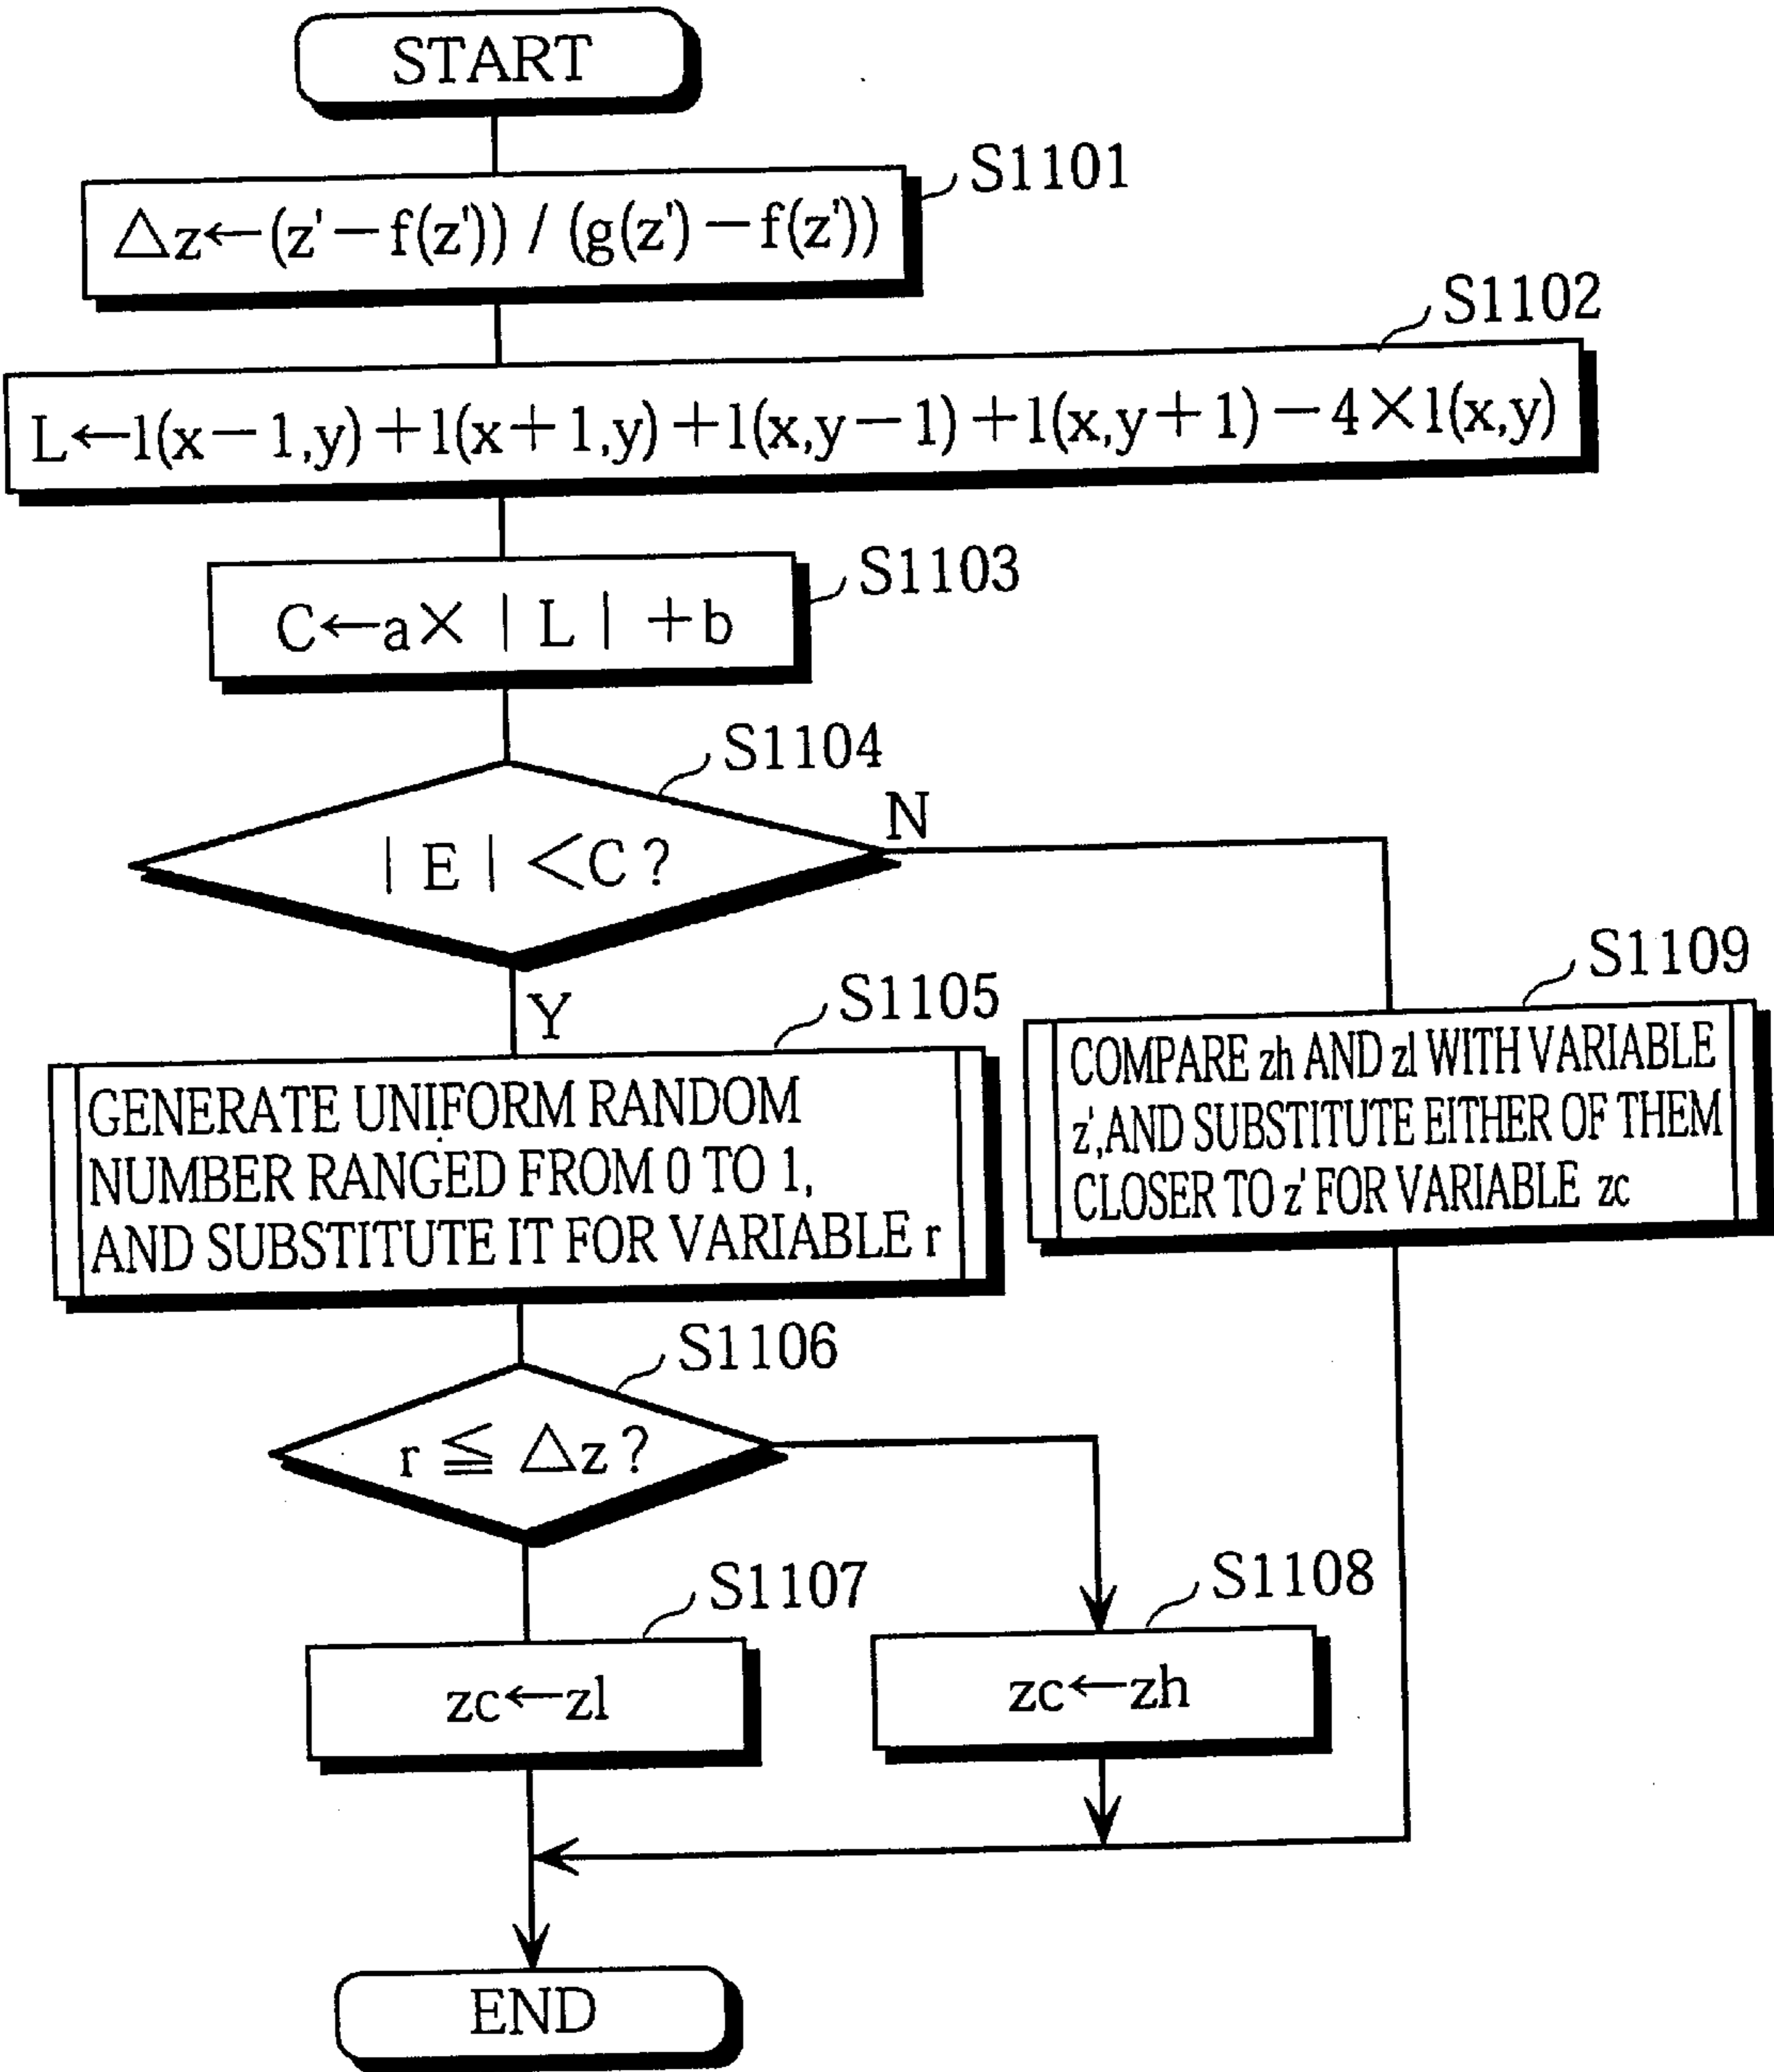 START
S1101
△z←(z'−f(z')) / (g(z')−f(z'))
S1102
L←l(x−1,y)+l(x+1,y)+l(x,y−1)+l(x,y+1)−4×l(x,y)
S1103
C←a× | L | +b
S1104
| E | <C ?
N
Y
S1105
GENERATE UNIFORM RANDOM
NUMBER RANGED FROM 0 TO 1,
AND SUBSTITUTE IT FOR VARIABLE r
S1109
COMPARE zh AND zl WITH VARIABLE
z', AND SUBSTITUTE EITHER OF THEM
CLOSER TO z' FOR VARIABLE zc
S1106
r ≦ △z ?
S1107
zc←zl
S1108
zc←zh
END